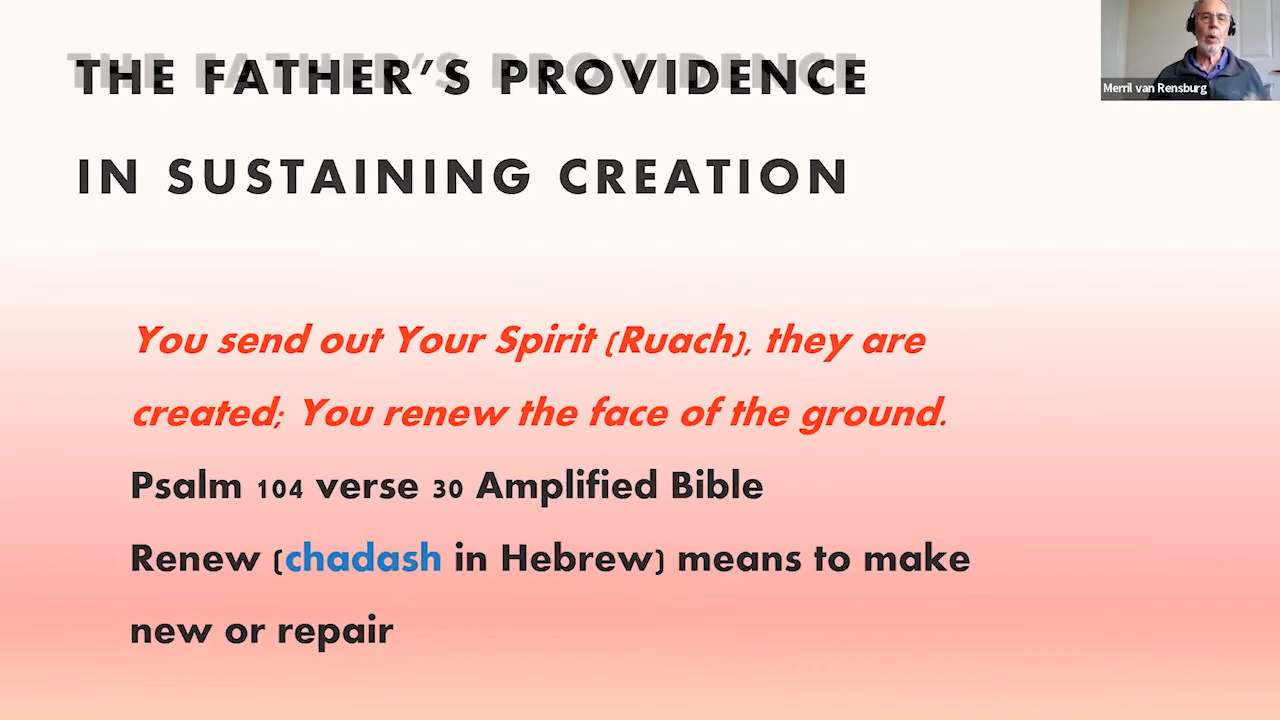 THE FATHER’S PROVIDENCE
IN SUSTAINING CREATION
Merril van Rensburg
You send out Your Spirit (Ruach), they are
created; You renew the face of the ground.
Psalm 104 verse 30 Amplified Bible
Renew (chadash in Hebrew) means to make
new or repair